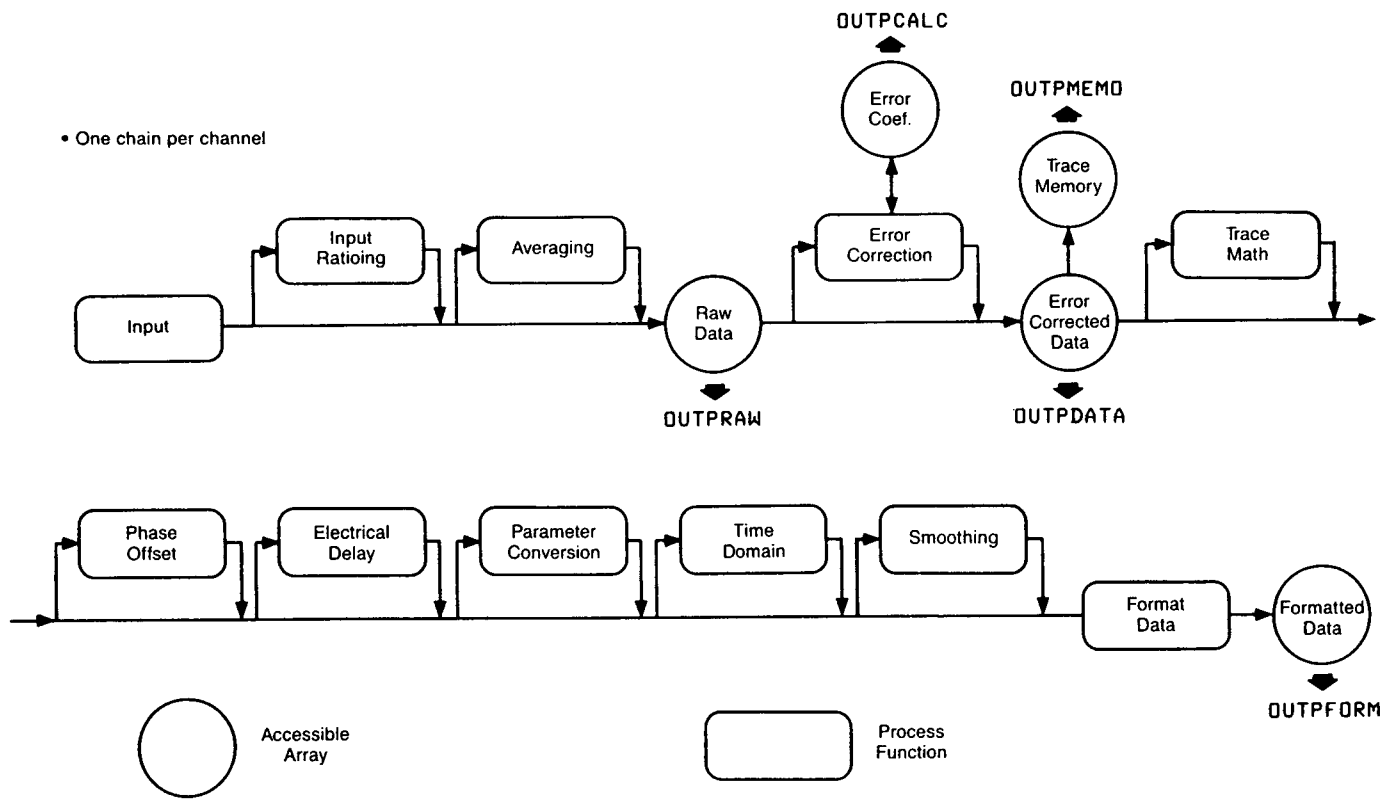 OUTPCALC
Error
Coef.
OUTPMEMO
Trace
Memory
• One chain per channel
Input
Input
Ratioing
Averaging
Raw
Data
OUTPRAW
Error
Correction
Error
Corrected
Data
OUTPDATA
Trace
Math
Phase
Offset
Electrical
Delay
Parameter
Conversion
Time
Domain
Smoothing
Format
Data
Formatted
Data
OUTPFORM
Accessible
Array
Process
Function